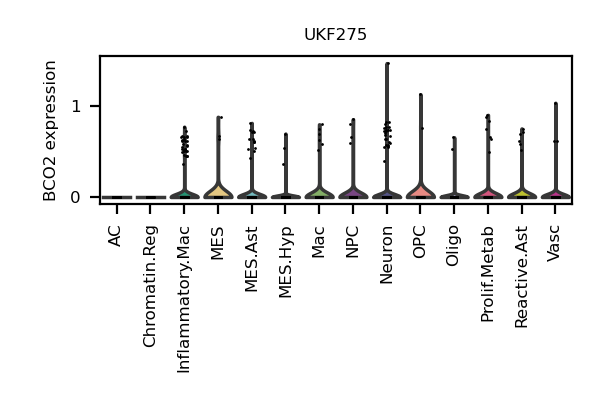 UKF275
BCO2 expression
1
0
AC
Chromatin.Reg
Inflammatory.Mac
MES
MES.Ast
MES.Hyp
Mac
NPC
Neuron
OPC
Oligo
Prolif.Metab
Reactive.Ast
Vasc